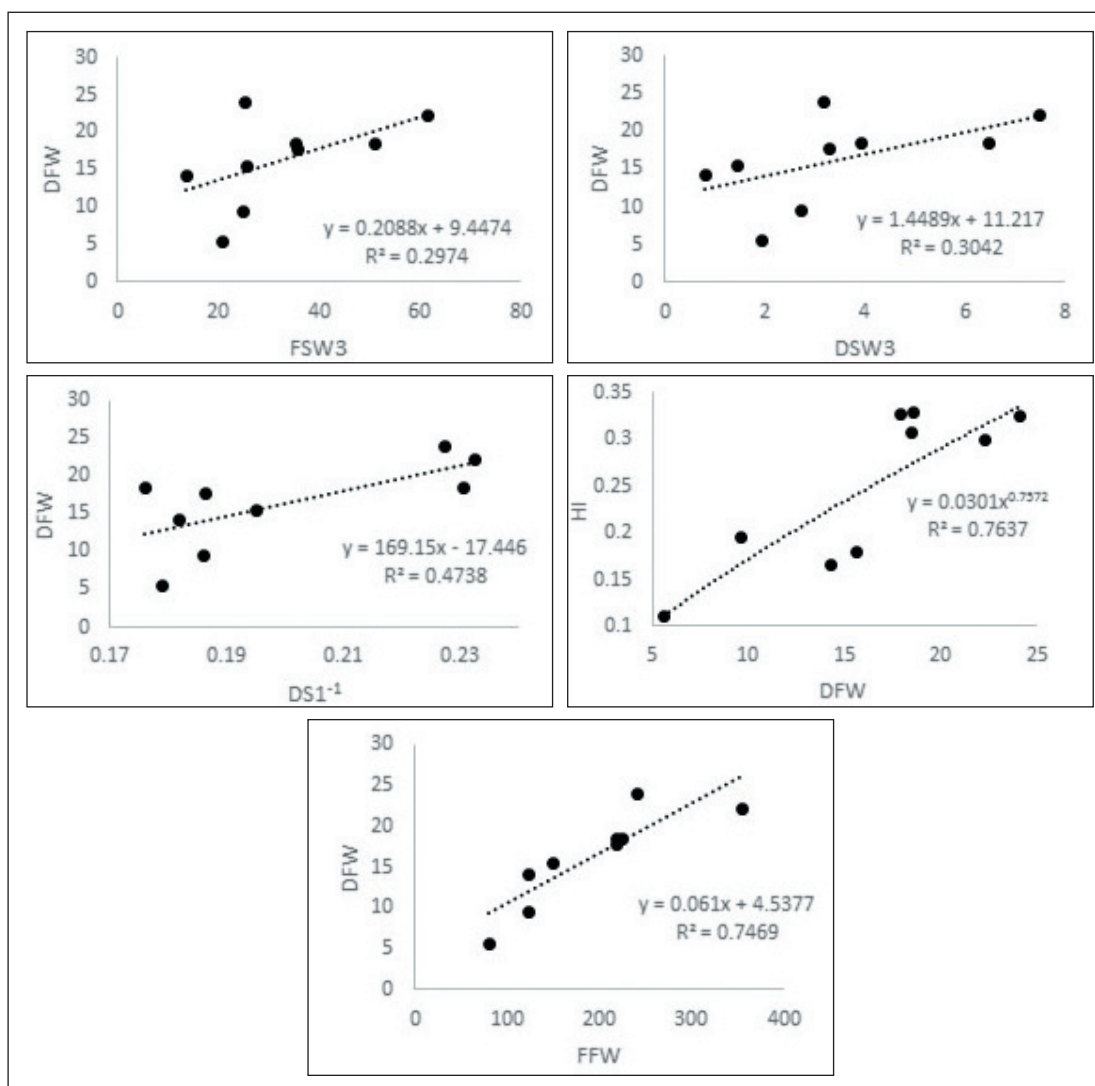 30
25
20
15
10
5
0
DFW
y = 0.2088x + 9.4474
R² = 0.2974
0 20 40 60 80
FSW3
30
25
20
15
10
5
0
DFW
y = 1.4489x + 11.217
R² = 0.3042
0 2 4 6 8
DSW3
30
25
20
15
10
5
0
DFW
y = 169.15x - 17.446
R² = 0.4738
0.17 0.19 0.21 0.23
DS1⁻¹
0.35
0.3
0.25
0.2
0.15
0.1
HI
y = 0.0301x⁰·⁷⁵⁷²
R² = 0.7637
5 10 15 20 25
DFW
30
25
20
15
10
5
0
DFW
y = 0.061x + 4.5377
R² = 0.7469
0 100 200 300 400
FFW